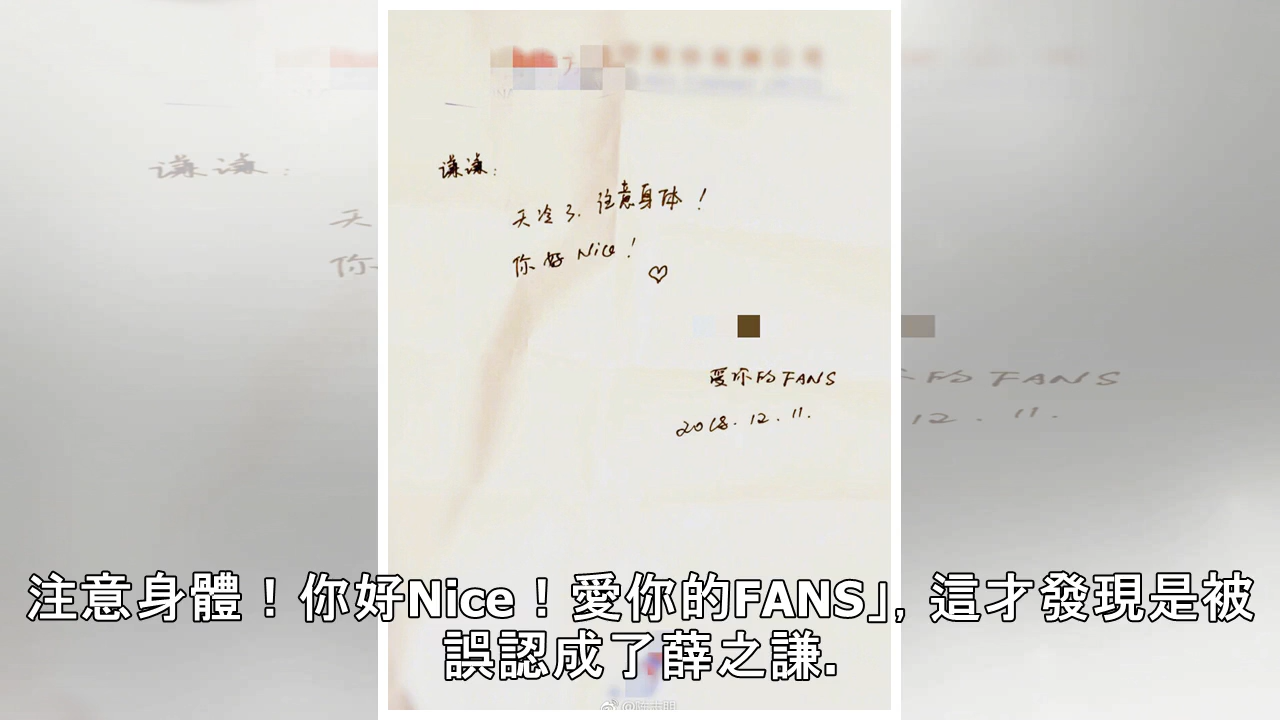 谦谦:
天冷了.注意身体!
你好Nice!
愛你的FANS
2018.12.11.
注意身體！你好Nice！愛你的FANS」, 這才發現是被
誤認成了薛之謙.